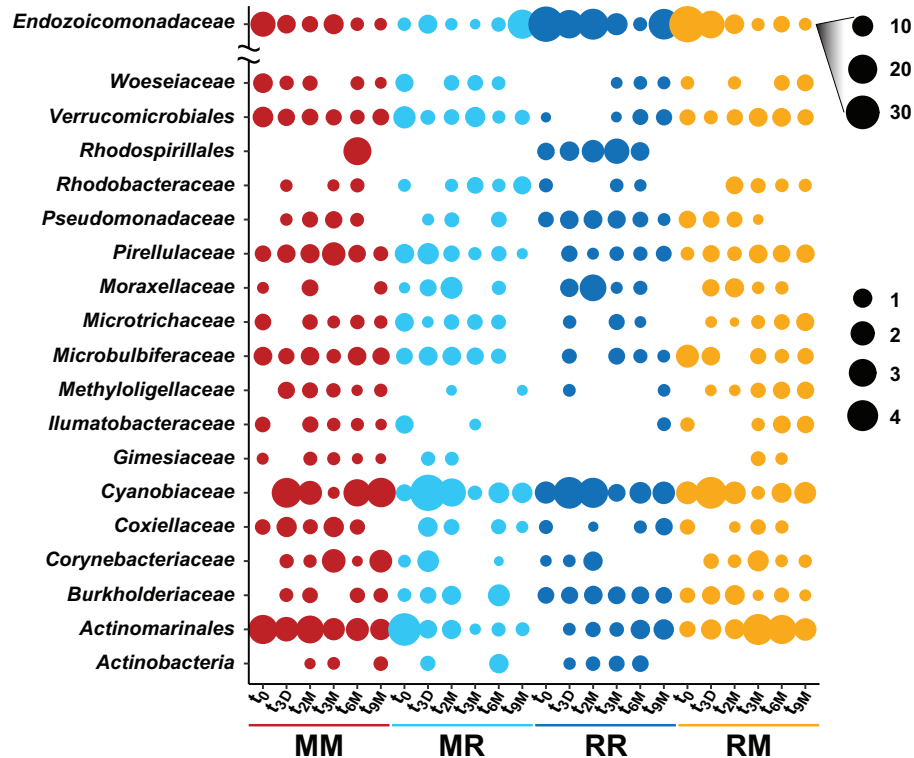 Endozoicomonadaceae
10
20
30
Woeseiaceae
Verrucomicrobiales
Rhodospirillales
Rhodobacteraceae
Pseudomonadaceae
Pirellulaceae
Moraxellaceae
1
Microtrichaceae
2
Microbulbiferaceae
3
Methyloligellaceae
4
Ilumatobacteraceae
Gimesiaceae
Cyanobiaceae
Coxiellaceae
Corynebacteriaceae
Burkholderiaceae
Actinomarinales
Actinobacteria
t0 t3D t2M t3M t6M t9M t0 t3D t2M t3M t6M t9M t0 t3D t2M t3M t6M t9M t0 t3D t2M t3M t6M t9M
MM MR RR RM